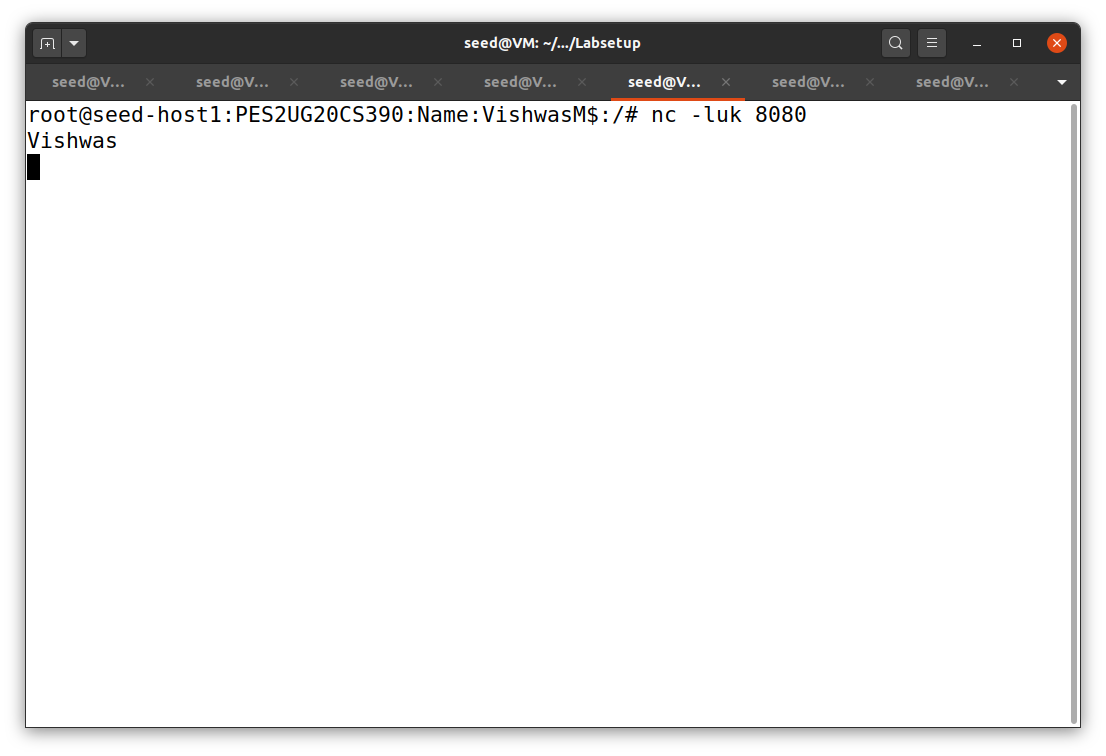 seed@VM: ~/.../Labsetup
seed@V... seed@V... seed@V... seed@V... seed@V... seed@V... seed@V...
root@seed-host1:PES2UG20CS390:Name:VishwasM$:/# nc -luk 8080
Vishwas